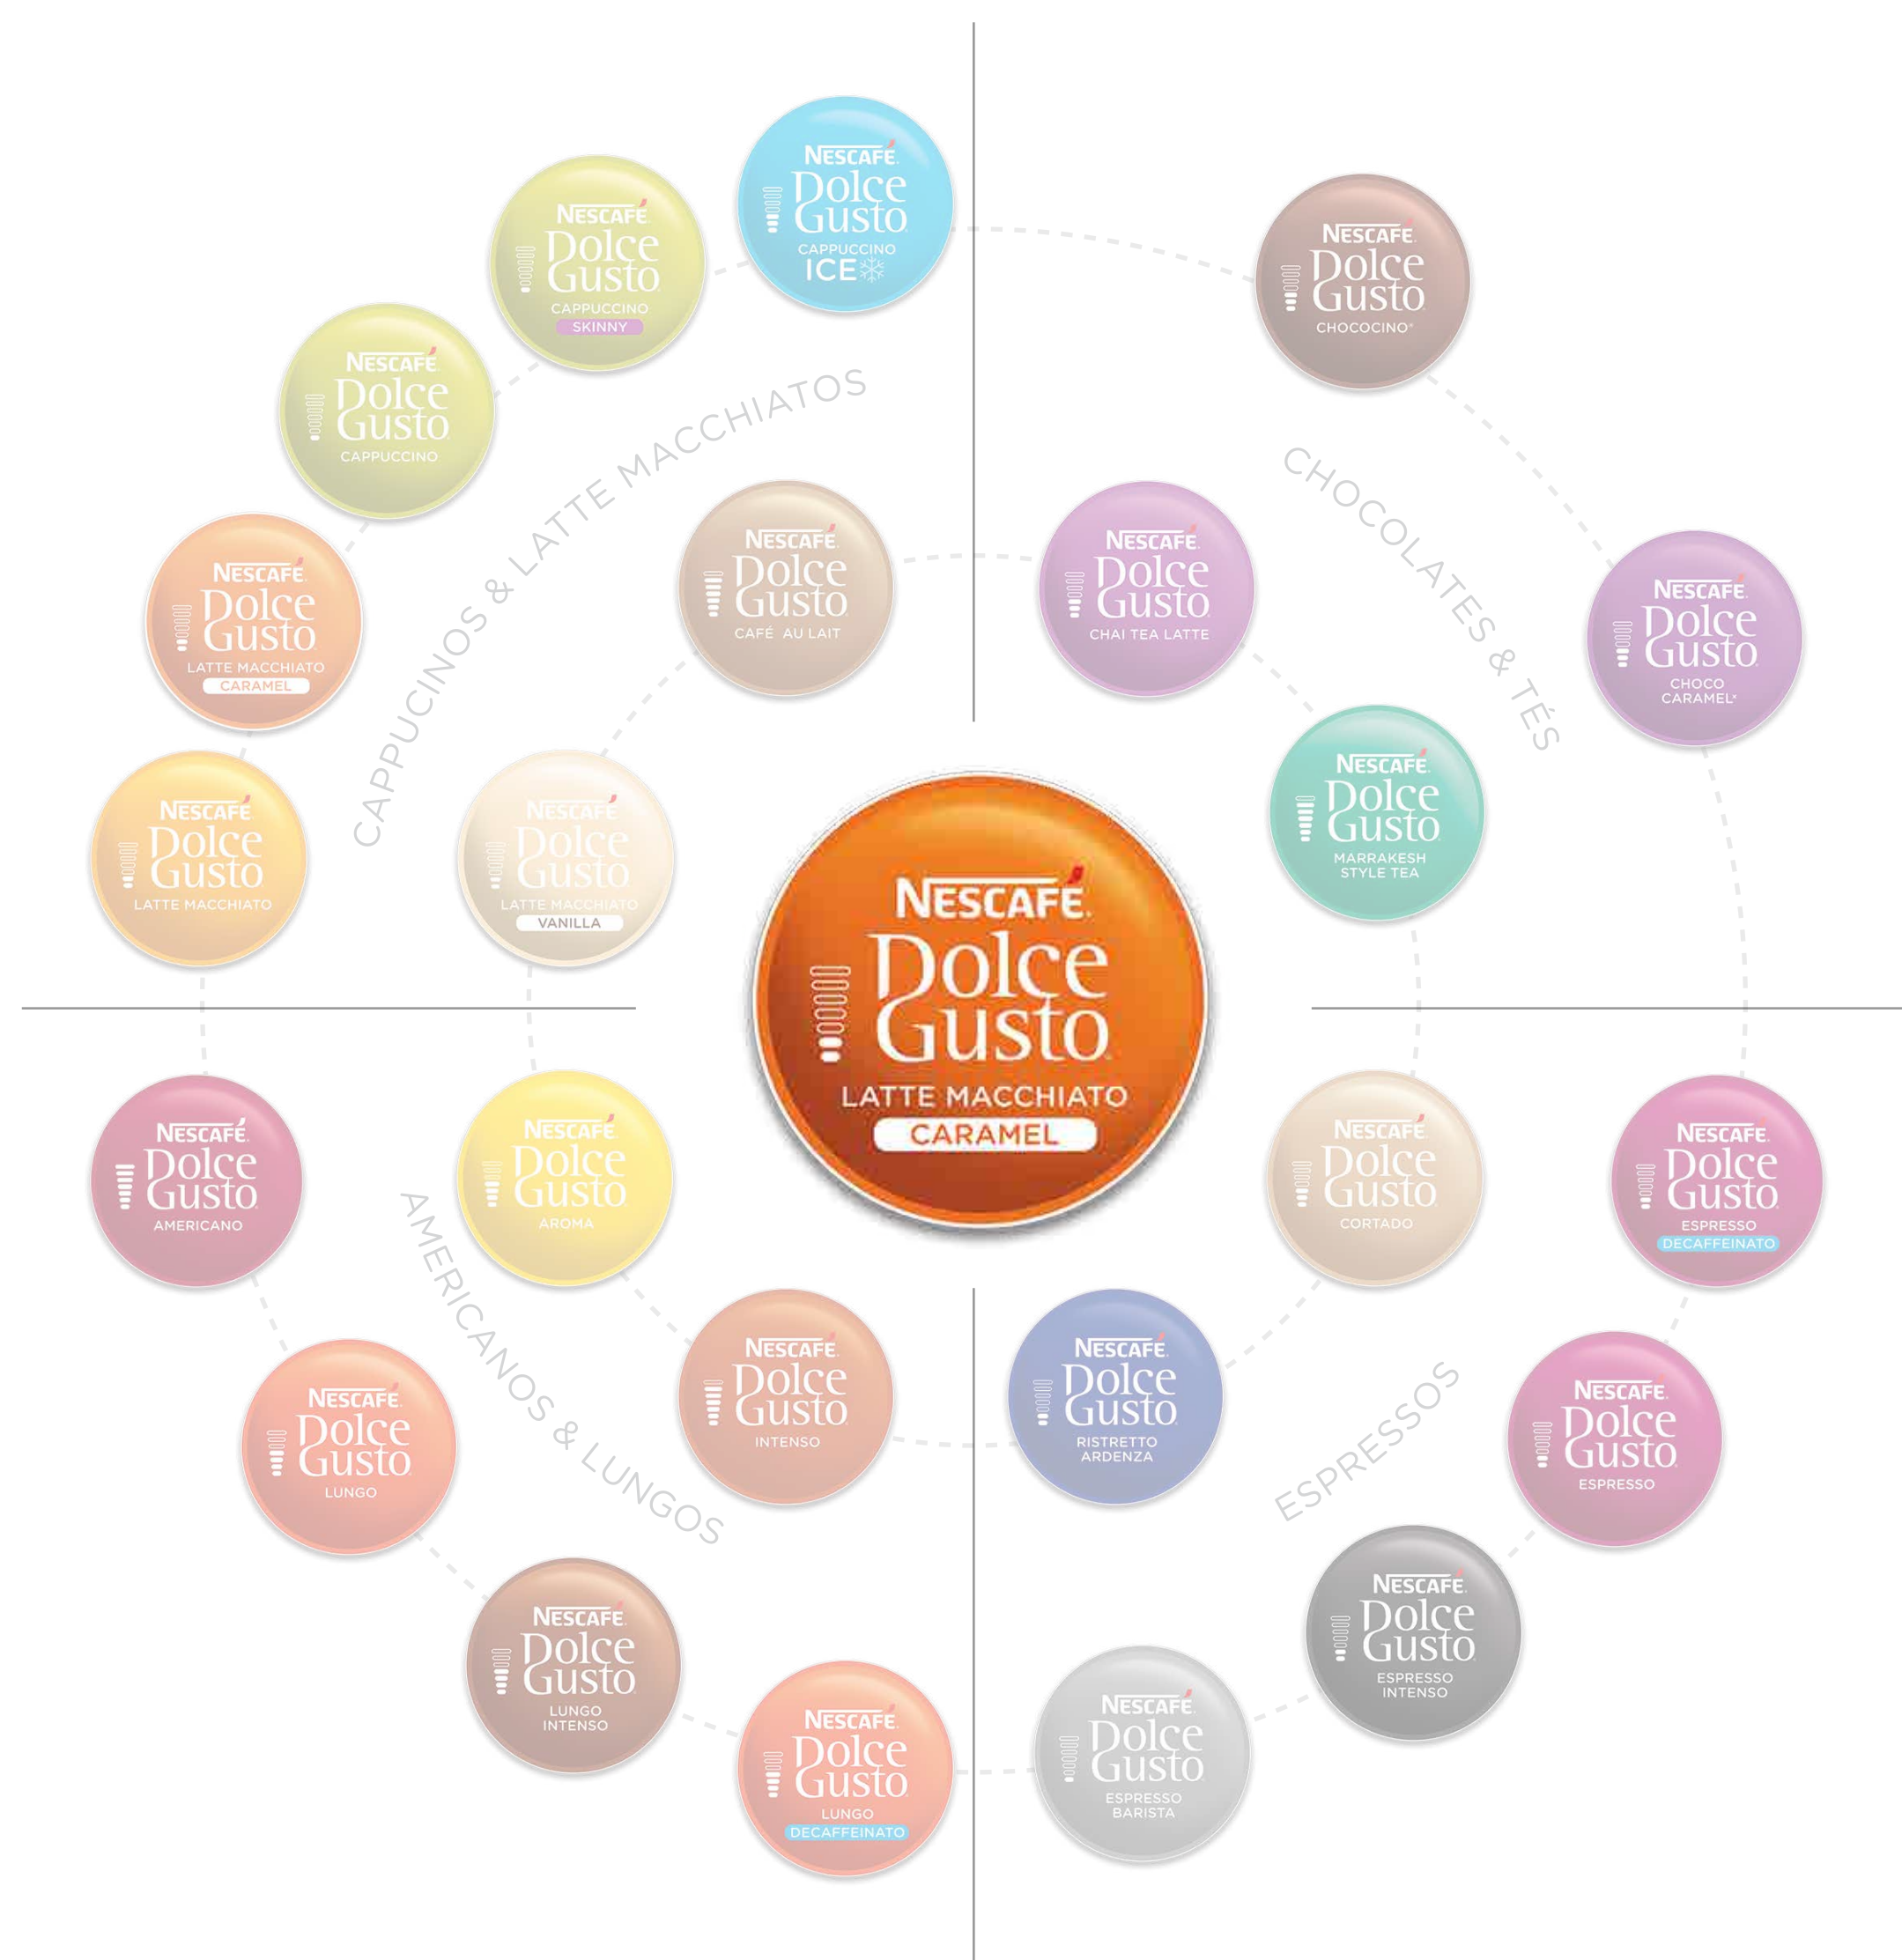 NESCAFÉ.
Dolce
Gusto
CAPPUCCINO
ICE
NESCAFÉ.
Dolce
Gusto
CAPPUCCINO
SKINNY
NESCAFÉ.
Dolce
Gusto
CAPPUCCINO
NESCAFÉ.
Dolce
Gusto
LATTE MACCHIATO
CARAMEL
NESCAFÉ.
Dolce
Gusto
LATTE MACCHIATO
CAPPUCINOS & LATTE MACCHIATOS
NESCAFÉ.
Dolce
Gusto
CAFÉ AU LAIT
NESCAFÉ.
Dolce
Gusto
LATTE MACCHIATO
VANILLA
NESCAFÉ.
Dolce
Gusto
CHOCOCINO®
NESCAFÉ.
Dolce
Gusto
CHOCO
CARAMEL*
CHOCOLATES & TÉS
NESCAFÉ.
Dolce
Gusto
CHAI TEA LATTE
NESCAFÉ.
Dolce
Gusto
MARRAKESH
STYLE TEA
NESCAFÉ.
Dolce
Gusto
LATTE MACCHIATO
CARAMEL
NESCAFÉ.
Dolce
Gusto
AMERICANO
NESCAFÉ.
Dolce
Gusto
AROMA
NESCAFÉ.
Dolce
Gusto
INTENSO
AMERICANOS & LUNGOS
NESCAFÉ.
Dolce
Gusto
LUNGO
NESCAFÉ.
Dolce
Gusto
LUNGO
INTENSO
NESCAFÉ.
Dolce
Gusto
LUNGO
DECAFFEINATO
NESCAFÉ.
Dolce
Gusto
CORTADO
NESCAFÉ.
Dolce
Gusto
ESPRESSO
DECAFFEINATO
NESCAFÉ.
Dolce
Gusto
RISTRETTO
ARDENZA
ESPRESSOS
NESCAFÉ.
Dolce
Gusto
ESPRESSO
NESCAFÉ.
Dolce
Gusto
ESPRESSO
INTENSO
NESCAFÉ.
Dolce
Gusto
ESPRESSO
BARISTA